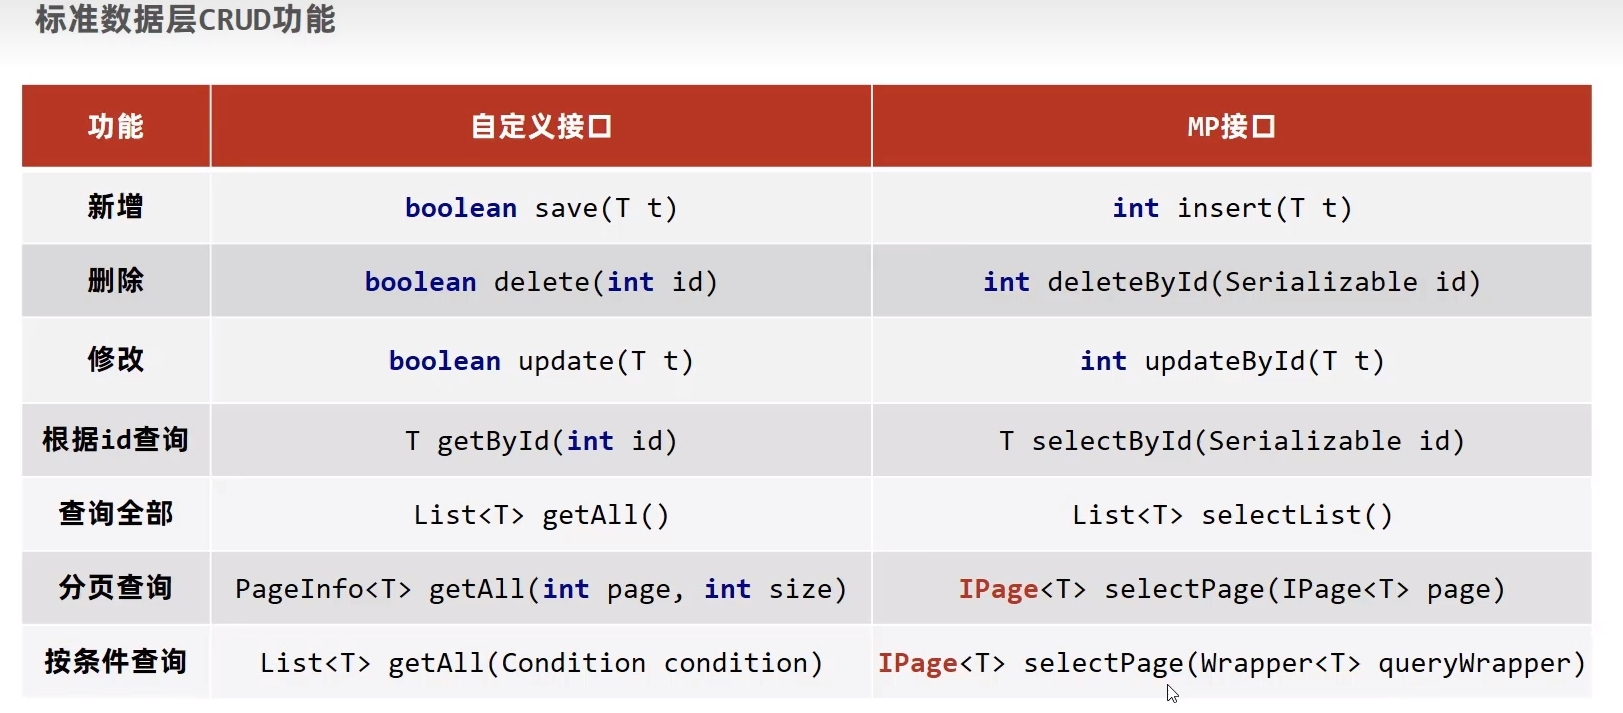 标准数据层CRUD功能
功能 自定义接口 MP接口
新增 boolean save(T t) int insert(T t)
删除 boolean delete(int id) int deleteById(Serializable id)
修改 boolean update(T t) int updateById(T t)
根据id查询 T getById(int id) T selectById(Serializable id)
查询全部 List<T> getAll() List<T> selectList()
分页查询 PageInfo<T> getAll(int page, int size) IPage<T> selectPage(IPage<T> page)
按条件查询 List<T> getAll(Condition condition) IPage<T> selectPage(Wrapper<T> queryWrapper)